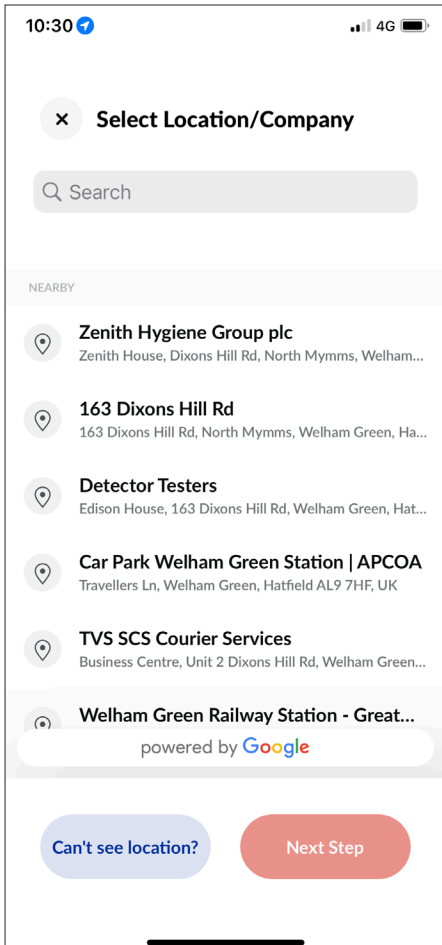 10:30
4G
Select Location/Company
Search
NEARBY
Zenith Hygiene Group plc
Zenith House, Dixons Hill Rd, North Mymms, Welham...
163 Dixons Hill Rd
163 Dixons Hill Rd, North Mymms, Welham Green, Ha...
Detector Testers
Edison House, 163 Dixons Hill Rd, Welham Green, Hat...
Car Park Welham Green Station | APCOA
Travellers Ln, Welham Green, Hatfield AL9 7HF, UK
TVS SCS Courier Services
Business Centre, Unit 2 Dixons Hill Rd, Welham Green...
Welham Green Railway Station - Great...
powered by Google
Can't see location?
Next Step